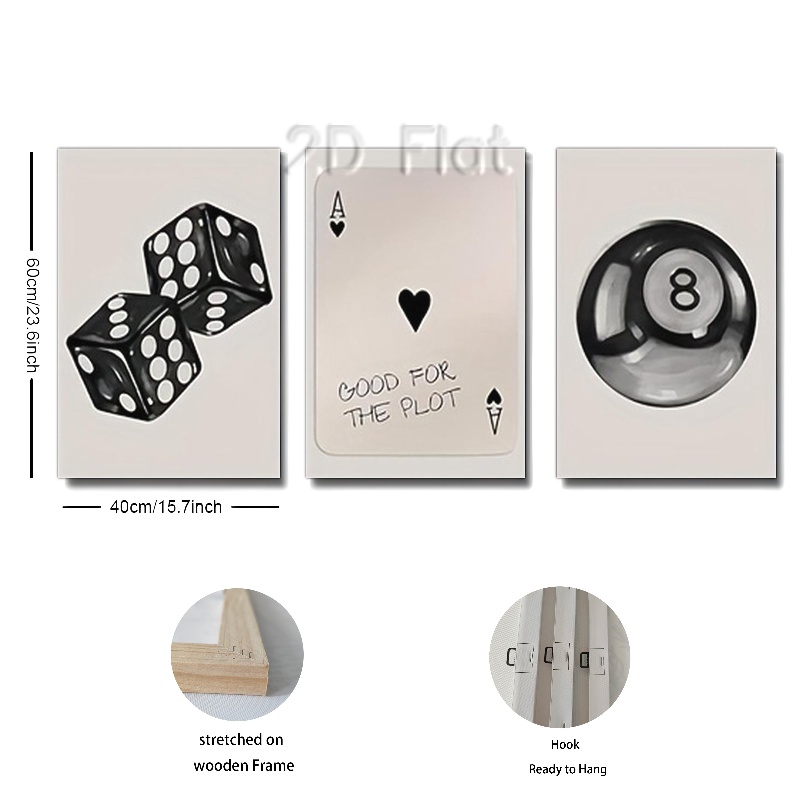 2D Flat
60cm/23.6inch
A
GOOD FOR
THE PLOT
A
8
40cm/15.7inch
stretched on
wooden Frame
Hook
Ready to Hang